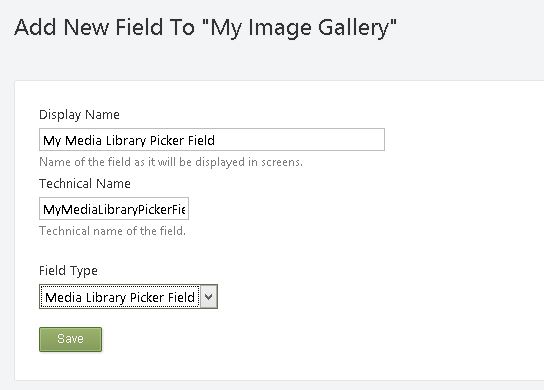 Add New Field To "My Image Gallery"
Display Name
My Media Library Picker Field
Name of the field as it will be displayed in screens.
Technical Name
MyMediaLibraryPickerFie
Technical name of the field.
Field Type
Media Library Picker Field
Save